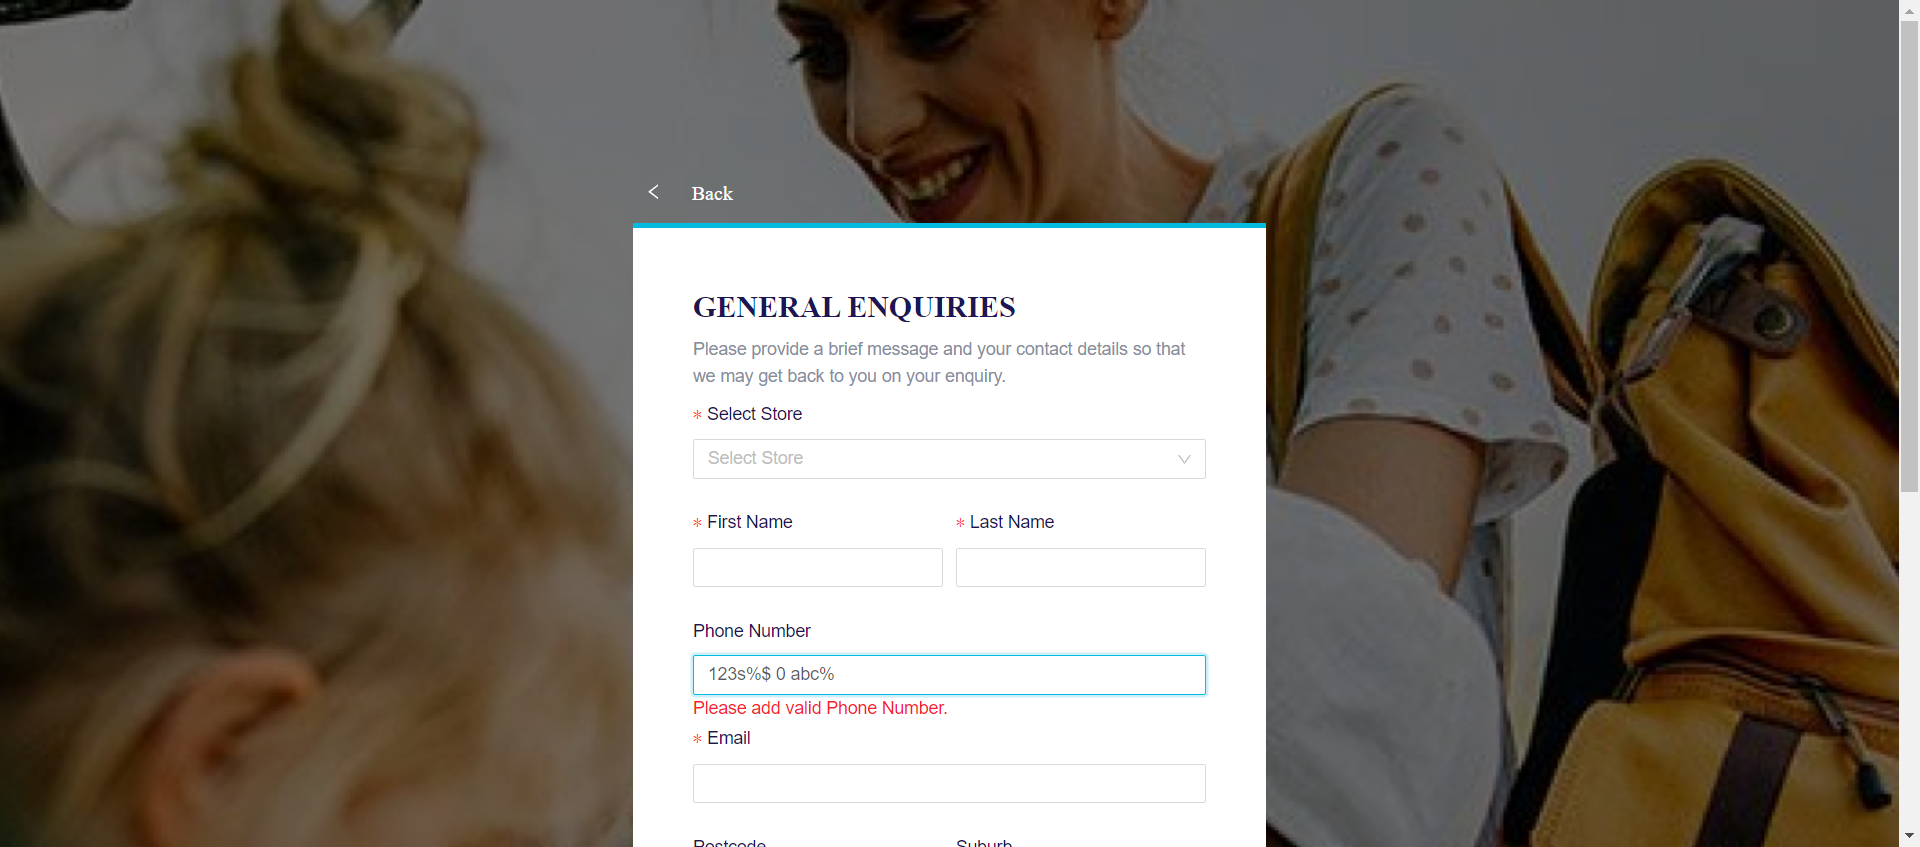 Back
GENERAL ENQUIRIES
Please provide a brief message and your contact details so that
we may get back to you on your enquiry.
* Select Store
Select Store
* First Name * Last Name
Phone Number
123s%$ 0 abc%
Please add valid Phone Number.
* Email
Postcode Suburb